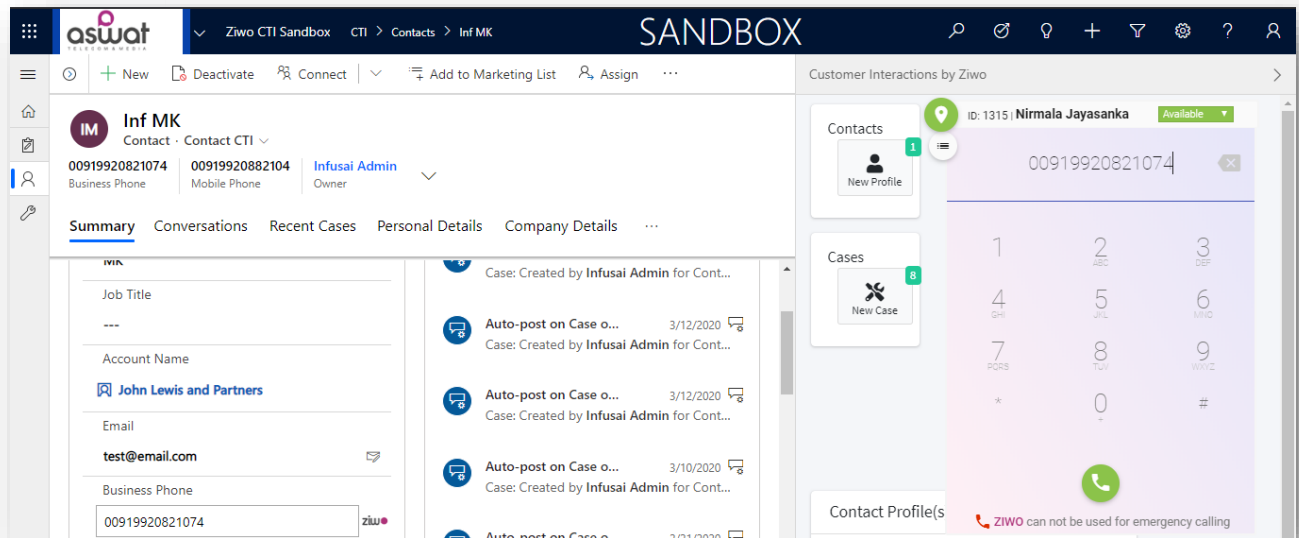 aswat
TELECOM & MEDIA
Ziwo CTI Sandbox CTI > Contacts > Inf MK
SANDBOX
New Deactivate Connect Add to Marketing List Assign ...
Customer Interactions by Ziwo
IM
Inf MK
Contact · Contact CTI
00919920821074 00919920882104 Infusai Admin
Business Phone Mobile Phone Owner
Summary Conversations Recent Cases Personal Details Company Details ...
MK
Job Title
---
Account Name
John Lewis and Partners
Email
test@email.com
Business Phone
00919920821074 ziwo
Case: Created by Infusai Admin for Cont...
Auto-post on Case o... 3/12/2020
Case: Created by Infusai Admin for Cont...
Auto-post on Case o... 3/12/2020
Case: Created by Infusai Admin for Cont...
Auto-post on Case o... 3/10/2020
Case: Created by Infusai Admin for Cont...
Auto-post on Case o... 3/21/2020
Contacts
1
New Profile
Cases
8
New Case
Contact Profile(s
ID: 1315 | Nirmala Jayasanka Available
00919920821074
1 2 3
ABC DEF
4 5 6
GHI JKL MNO
7 8 9
PQRS TUV WXYZ
* 0 #
+
ZIWO can not be used for emergency calling